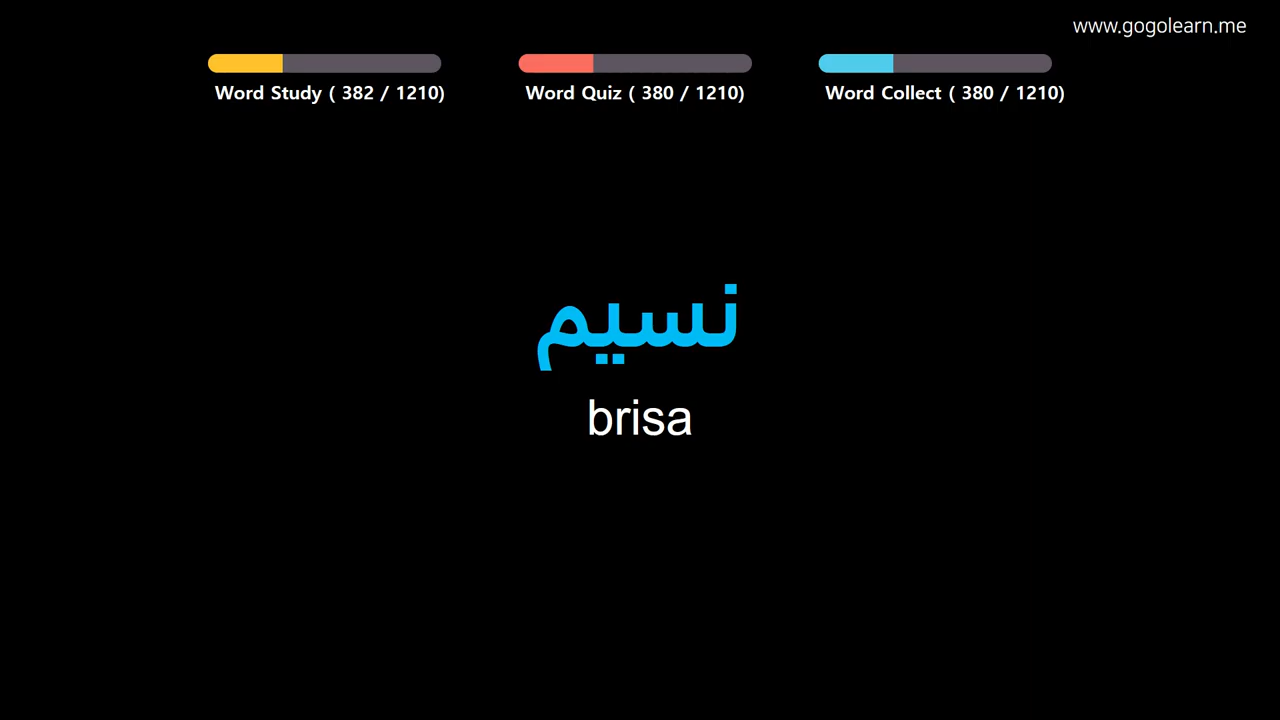 www.gogolearn.me
Word Study ( 382 / 1210)
Word Quiz ( 380 / 1210)
Word Collect ( 380 / 1210)
نسيم
brisa